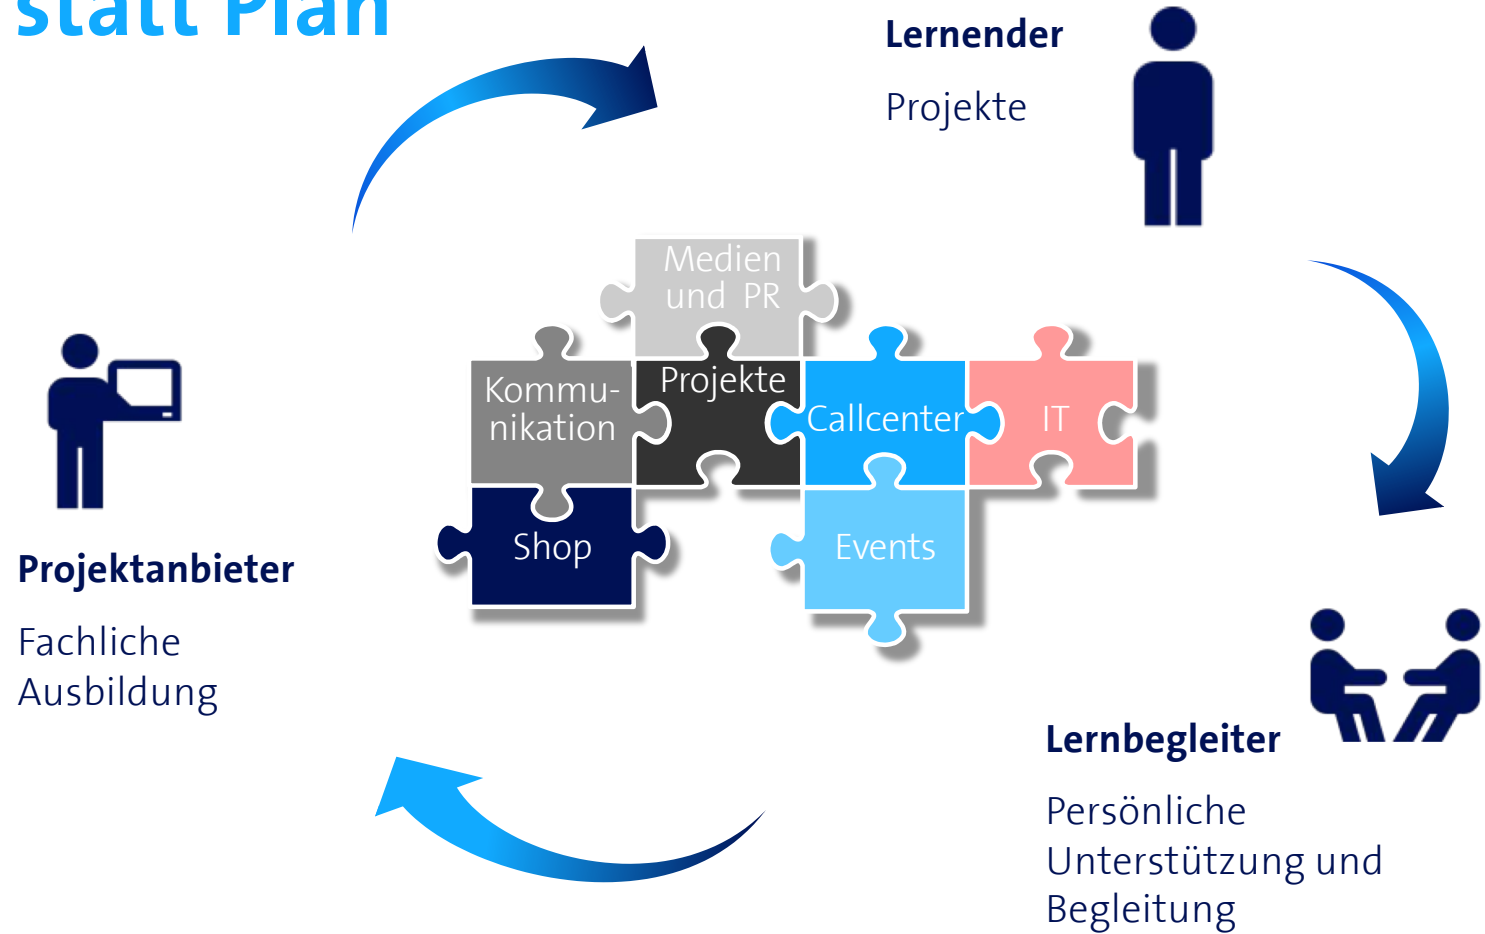 statt Plan
Lernender
Projekte
Medien
und PR
Kommu-
nikation
Projekte
Callcenter
IT
Shop
Events
Projektanbieter
Fachliche
Ausbildung
Lernbegleiter
Persönliche
Unterstützung und
Begleitung